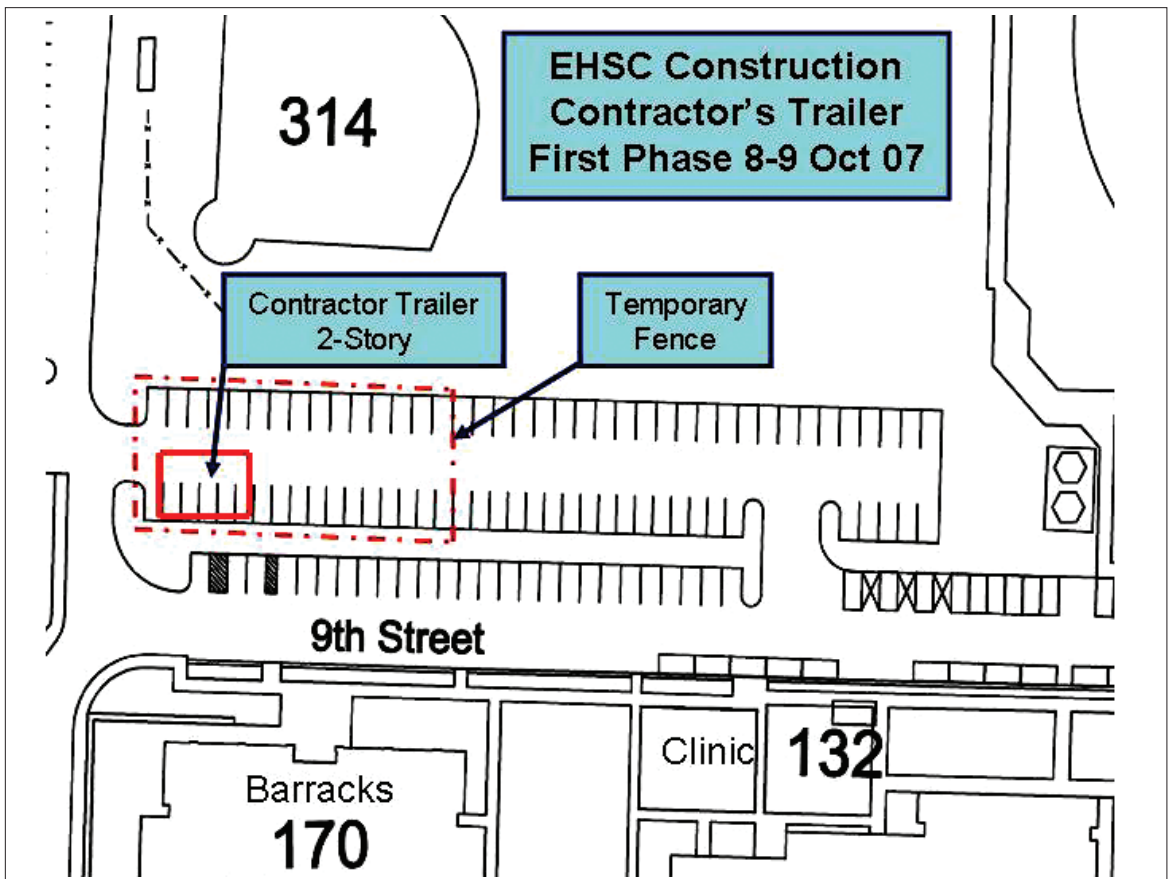 EHSC Construction
Contractor's Trailer
First Phase 8-9 Oct 07
314
Contractor Trailer
2-Story
Temporary
Fence
9th Street
Clinic
132
Barracks
170